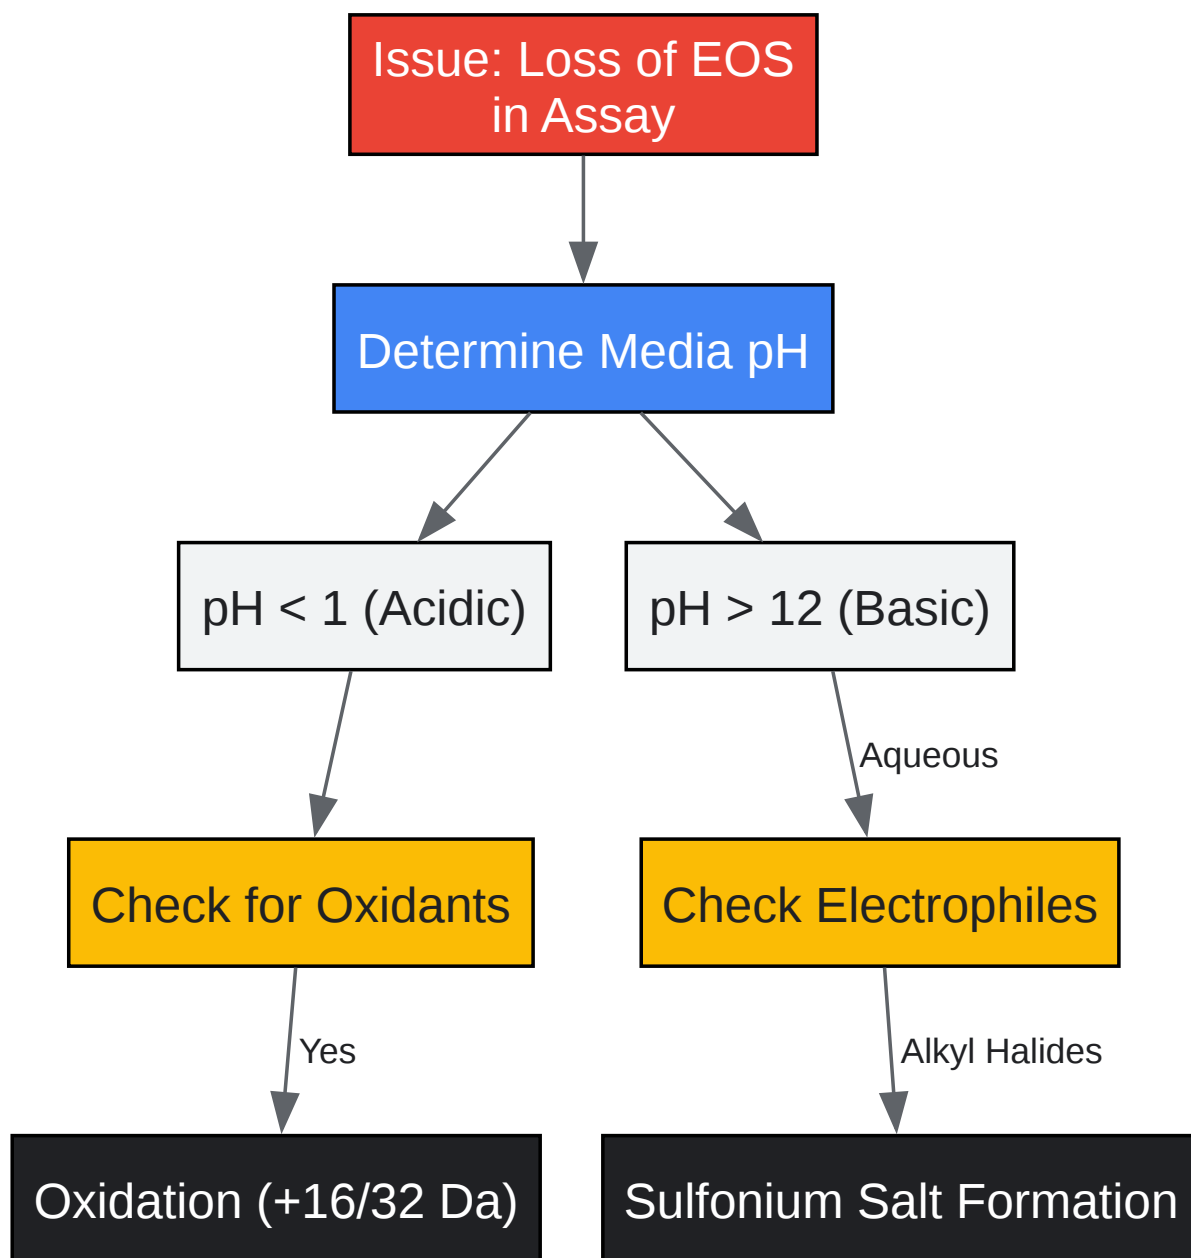 Issue: Loss of EOS
in Assay
Determine Media pH
pH < 1 (Acidic)
pH > 12 (Basic)
Aqueous
Check for Oxidants
Check Electrophiles
Yes
Alkyl Halides
Oxidation (+16/32 Da)
Sulfonium Salt Formation